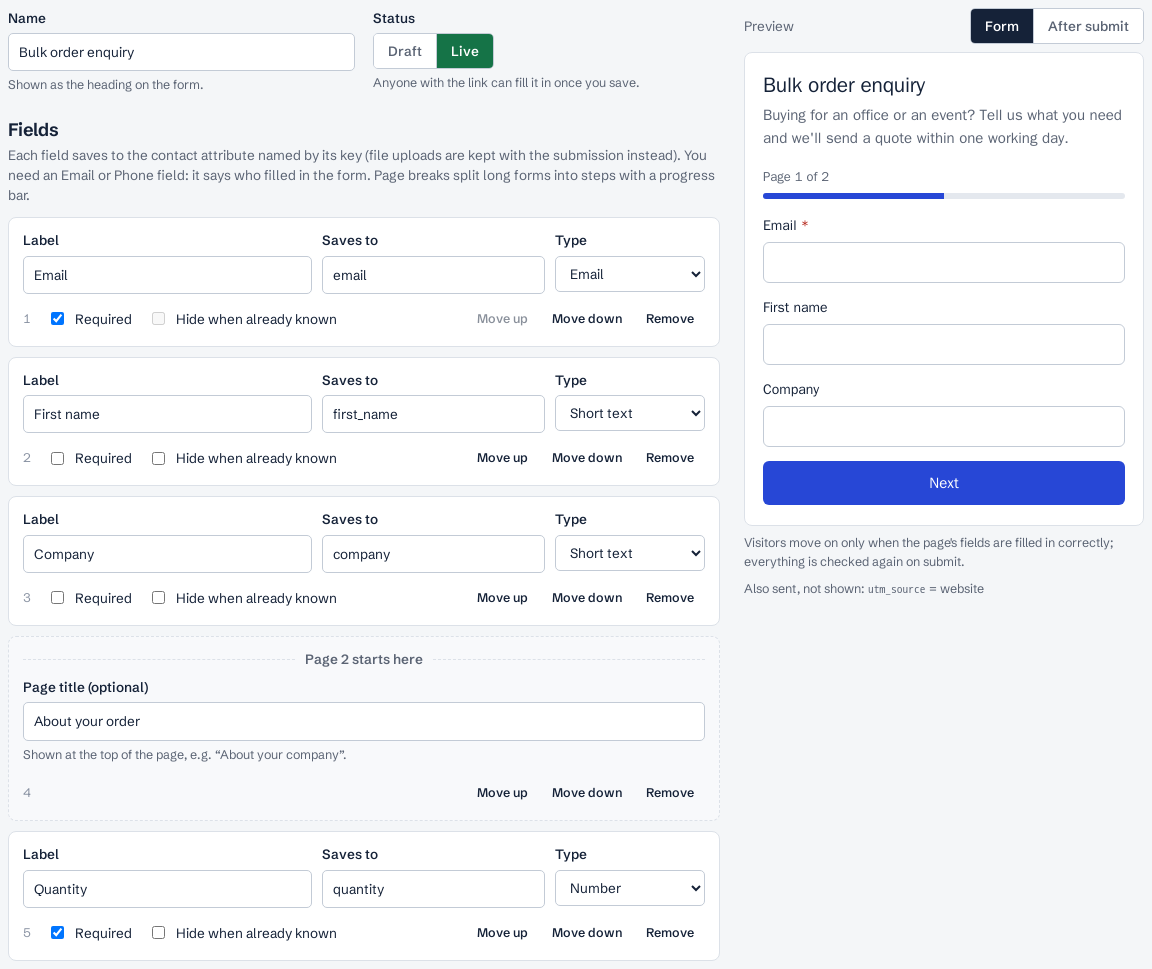 Name
Bulk order enquiry
Shown as the heading on the form.
Status
Draft
Live
Anyone with the link can fill it in once you save.
Fields
Each field saves to the contact attribute named by its key (file uploads are kept with the submission instead). You
need an Email or Phone field: it says who filled in the form. Page breaks split long forms into steps with a progress
bar.
Label Saves to Type
Email email Email
1 Required Hide when already known Move up Move down Remove
Label Saves to Type
First name first_name Short text
2 Required Hide when already known Move up Move down Remove
Label Saves to Type
Company company Short text
3 Required Hide when already known Move up Move down Remove
Page 2 starts here
Page title (optional)
About your order
Shown at the top of the page, e.g. “About your company”.
4 Move up Move down Remove
Label Saves to Type
Quantity quantity Number
5 Required Hide when already known Move up Move down Remove
Preview
Form
After submit
Bulk order enquiry
Buying for an office or an event? Tell us what you need
and we'll send a quote within one working day.
Page 1 of 2
Email *
First name
Company
Next
Visitors move on only when the page's fields are filled in correctly;
everything is checked again on submit.
Also sent, not shown: utm_source = website